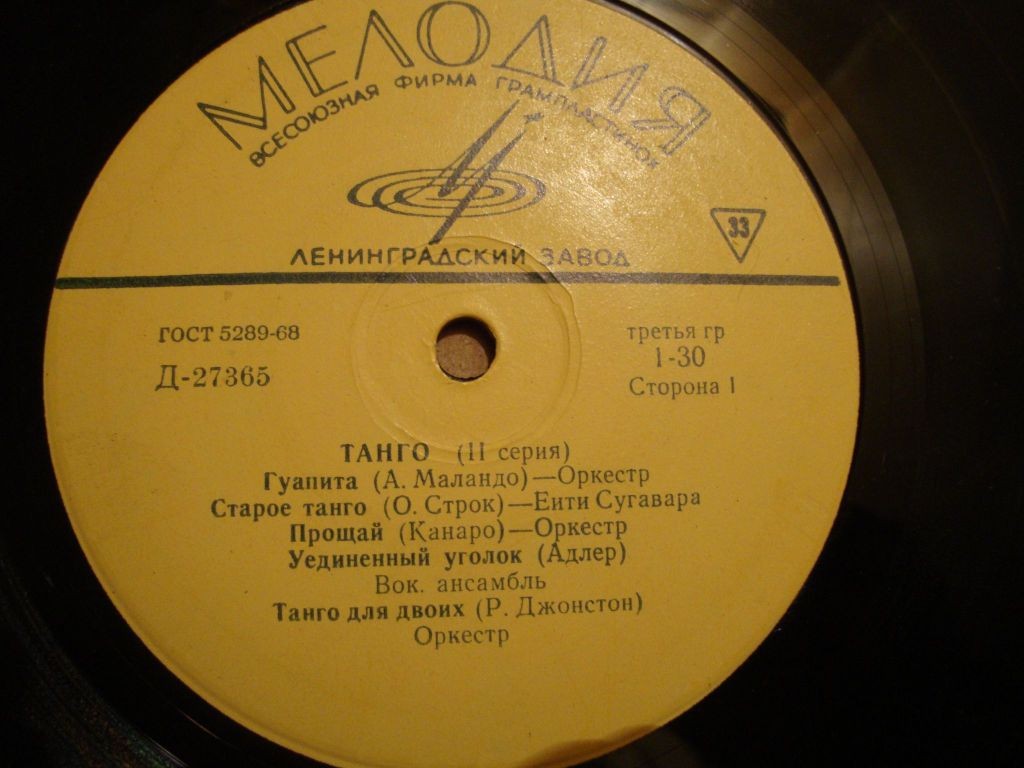 МЕЛОДИЯ
ВСЕСОЮЗНАЯ ФИРМА ГРАМПЛАСТИНОК
33
ЛЕНИНГРАДСКИЙ ЗАВОД
ГОСТ 5289-68
третья гр
Д-27365
1-30
Сторона 1
ТАНГО (II серия)
Гуапита (А. Маландо)—Оркестр
Старое танго (О. Строк)—Еити Сугавара
Прощай (Канаро)—Оркестр
Уединенный уголок (Адлер)
Вок. ансамбль
Танго для двоих (Р. Джонстон)
Оркестр